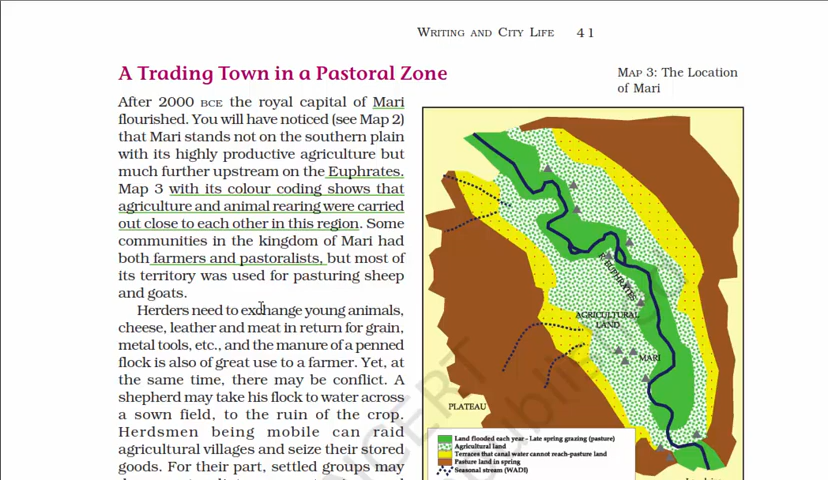 WRITING AND CITY LIFE 41
A Trading Town in a Pastoral Zone
After 2000 BCE the royal capital of Mari
flourished. You will have noticed (see Map 2)
that Mari stands not on the southern plain
with its highly productive agriculture but
much further upstream on the Euphrates.
Map 3 with its colour coding shows that
agriculture and animal rearing were carried
out close to each other in this region. Some
communities in the kingdom of Mari had
both farmers and pastoralists, but most of
its territory was used for pasturing sheep
and goats.
Herders need to exchange young animals,
cheese, leather and meat in return for grain,
metal tools, etc., and the manure of a penned
flock is also of great use to a farmer. Yet, at
the same time, there may be conflict. A
shepherd may take his flock to water across
a sown field, to the ruin of the crop.
Herdsmen being mobile can raid
agricultural villages and seize their stored
goods. For their part, settled groups may
MAP 3: The Location
of Mari
R. EUPHRATES
AGRICULTURAL
LAND
MARI
PLATEAU
Land flooded each year - Late spring grazing (pasture)
Agricultural land
Terraces that canal water cannot reach-pasture land
Pasture land in spring
Seasonal stream (WADI)
NCERT